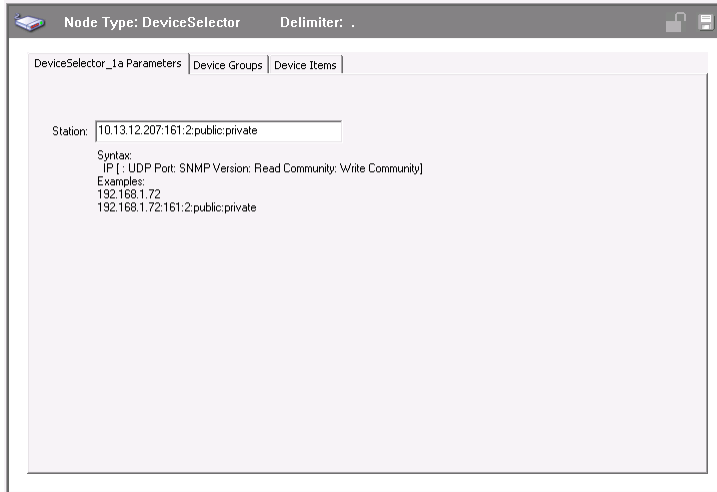 Node Type: DeviceSelector Delimiter: .
DeviceSelector_1a Parameters Device Groups Device Items
Station: 10.13.12.207:161:2:public:private
Syntax:
IP [ : UDP Port: SNMP Version: Read Community: Write Community]
Examples:
192.168.1.72
192.168.1.72:161:2:public:private